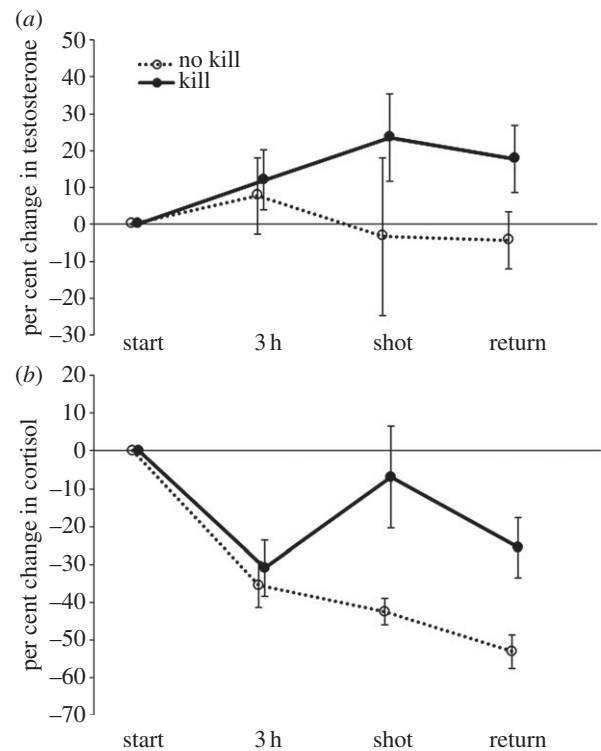 (a)
50
40
30
20
10
0
–10
–20
–30
per cent change in testosterone
no kill
kill
start 3 h shot return
(b)
20
10
0
–10
–20
–30
–40
–50
–60
–70
per cent change in cortisol
start 3 h shot return